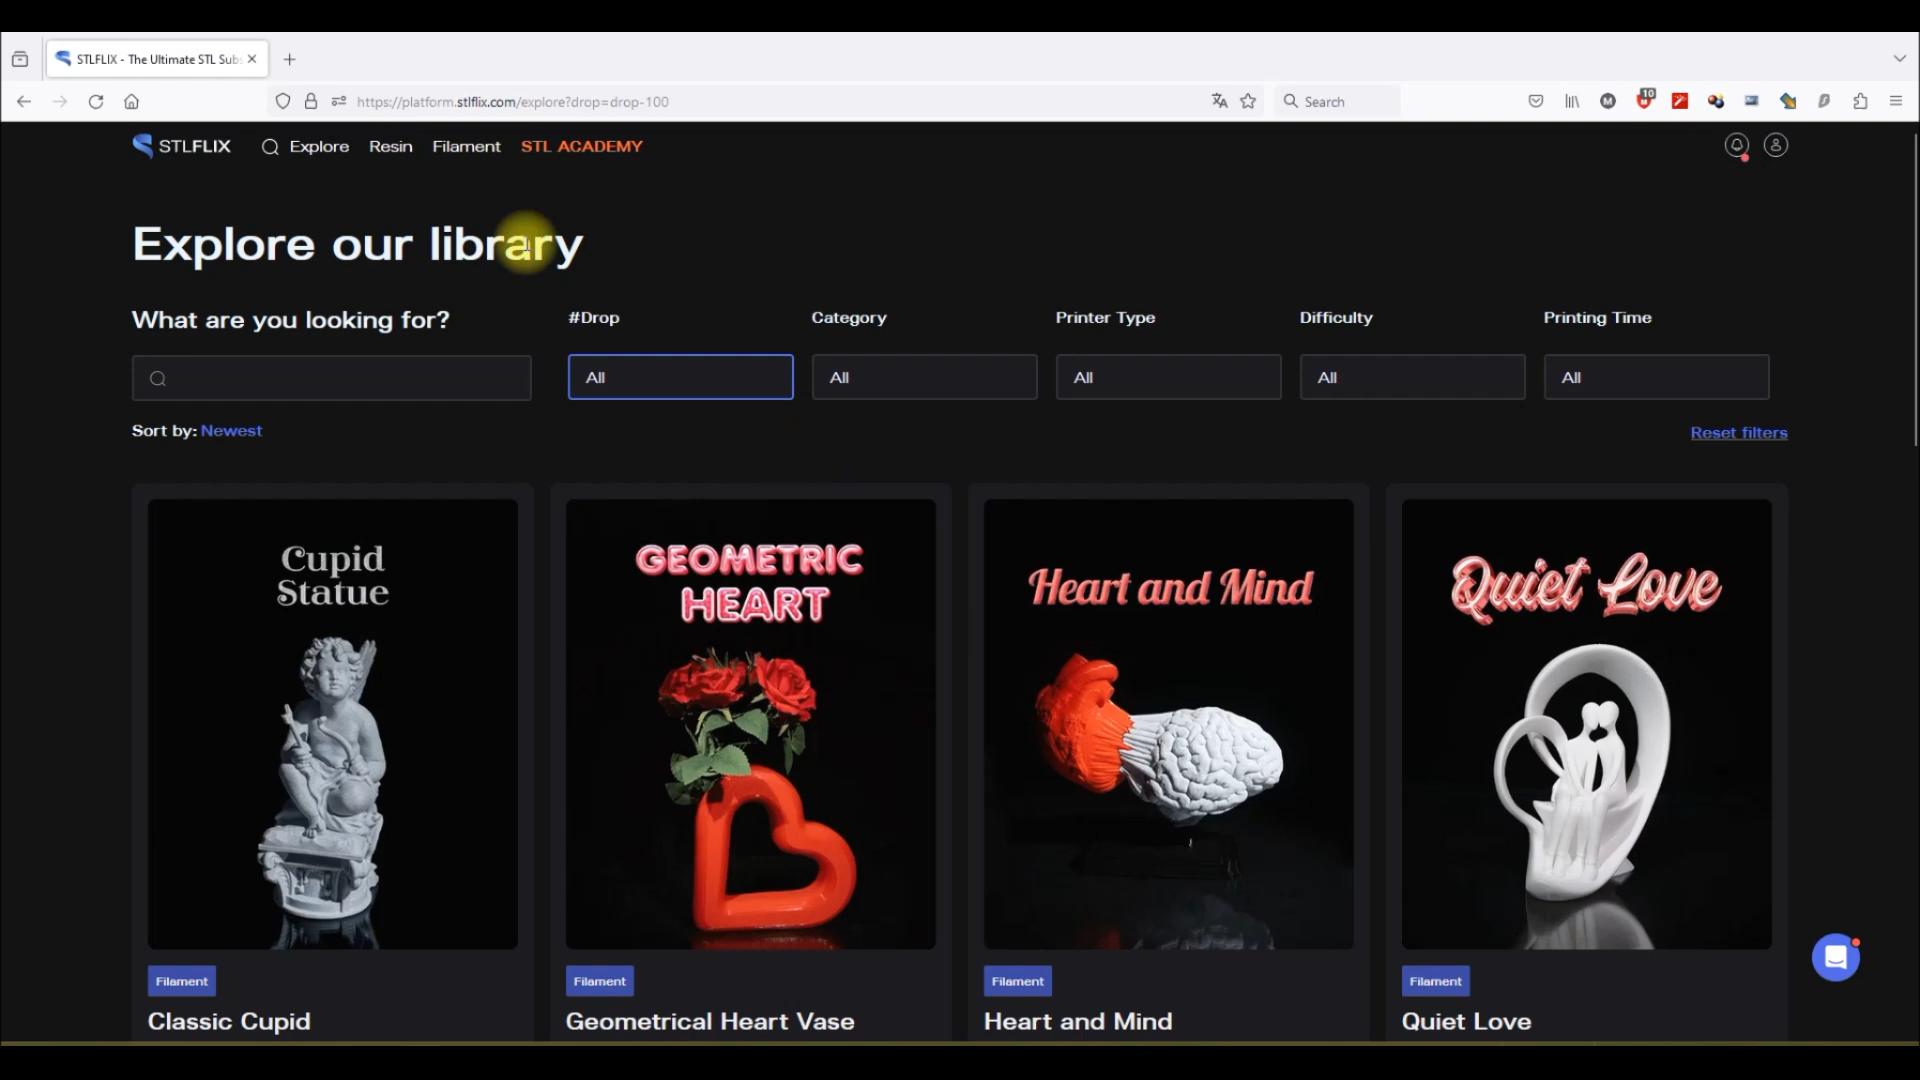 STLFLIX - The Ultimate STL Subs
https://platform.stlflix.com/explore?drop=drop-100
Search
10
STLFLIX
Explore
Resin
Filament
STL ACADEMY
Explore our library
What are you looking for?
#Drop
Category
Printer Type
Difficulty
Printing Time
All
All
All
All
All
Sort by: Newest
Reset filters
Cupid
Statue
GEOMETRIC
HEART
Heart and Mind
Quiet Love
Filament
Filament
Filament
Filament
Classic Cupid
Geometrical Heart Vase
Heart and Mind
Quiet Love